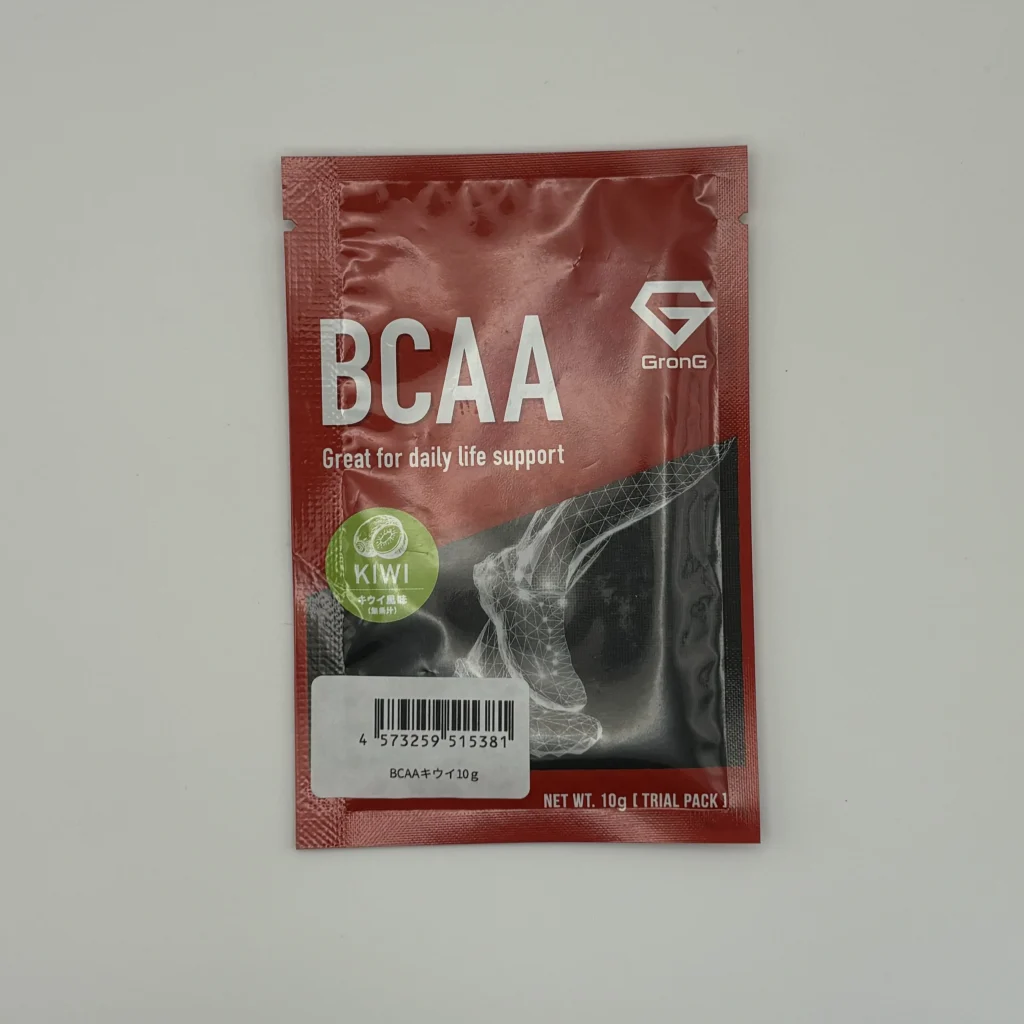 GronG
BCAA
Great for daily life support
KIWI
キウイ風味
(無果汁)
4 573259 515381
BCAAキウイ10g
NET WT. 10g [ TRIAL PACK ]